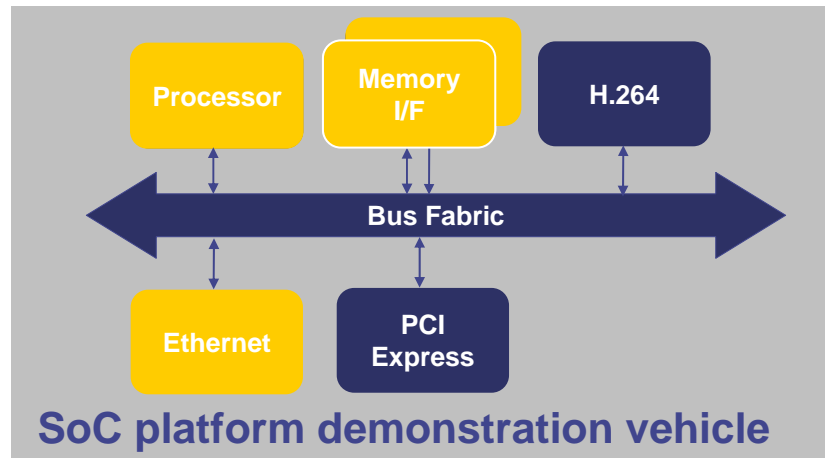 Processor
Memory
I/F
H.264
Bus Fabric
Ethernet
PCI
Express
SoC platform demonstration vehicle